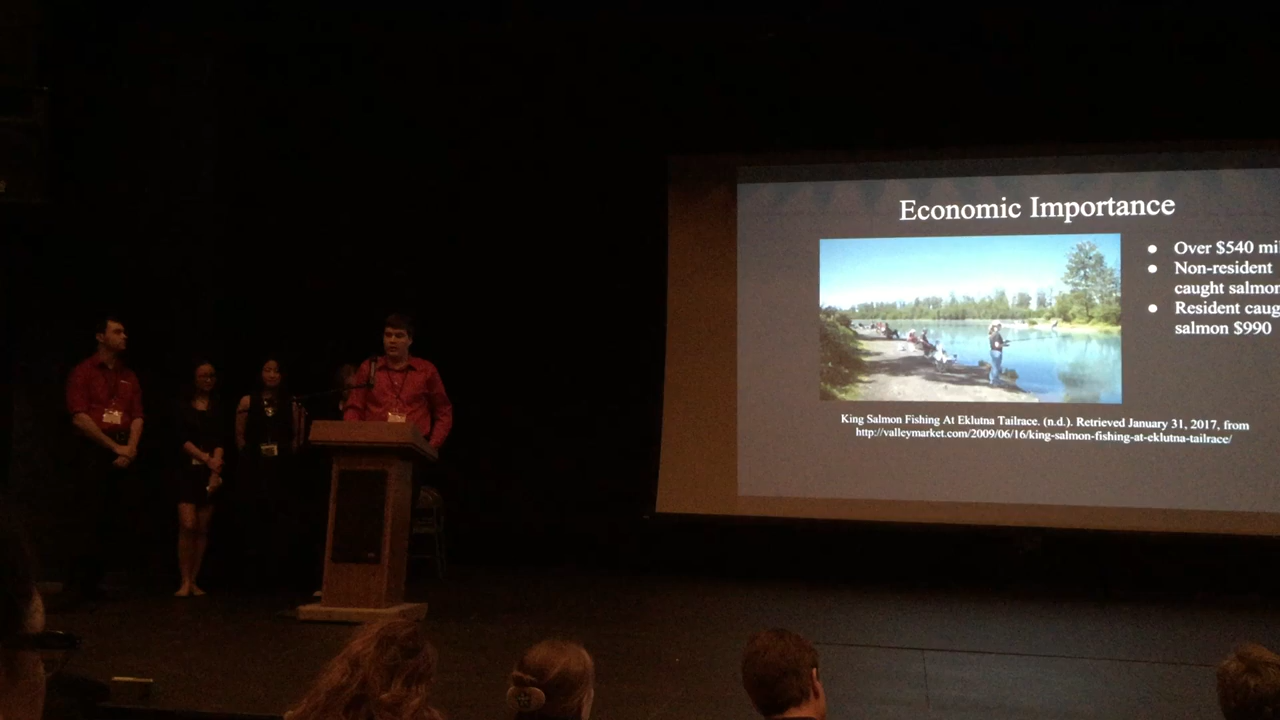 Economic Importance
● Over $540 mi
● Non-resident
caught salmon
● Resident caug
salmon $990
King Salmon Fishing At Eklutna Tailrace. (n.d.). Retrieved January 31, 2017, from
http://valleymarket.com/2009/06/16/king-salmon-fishing-at-eklutna-tailrace/